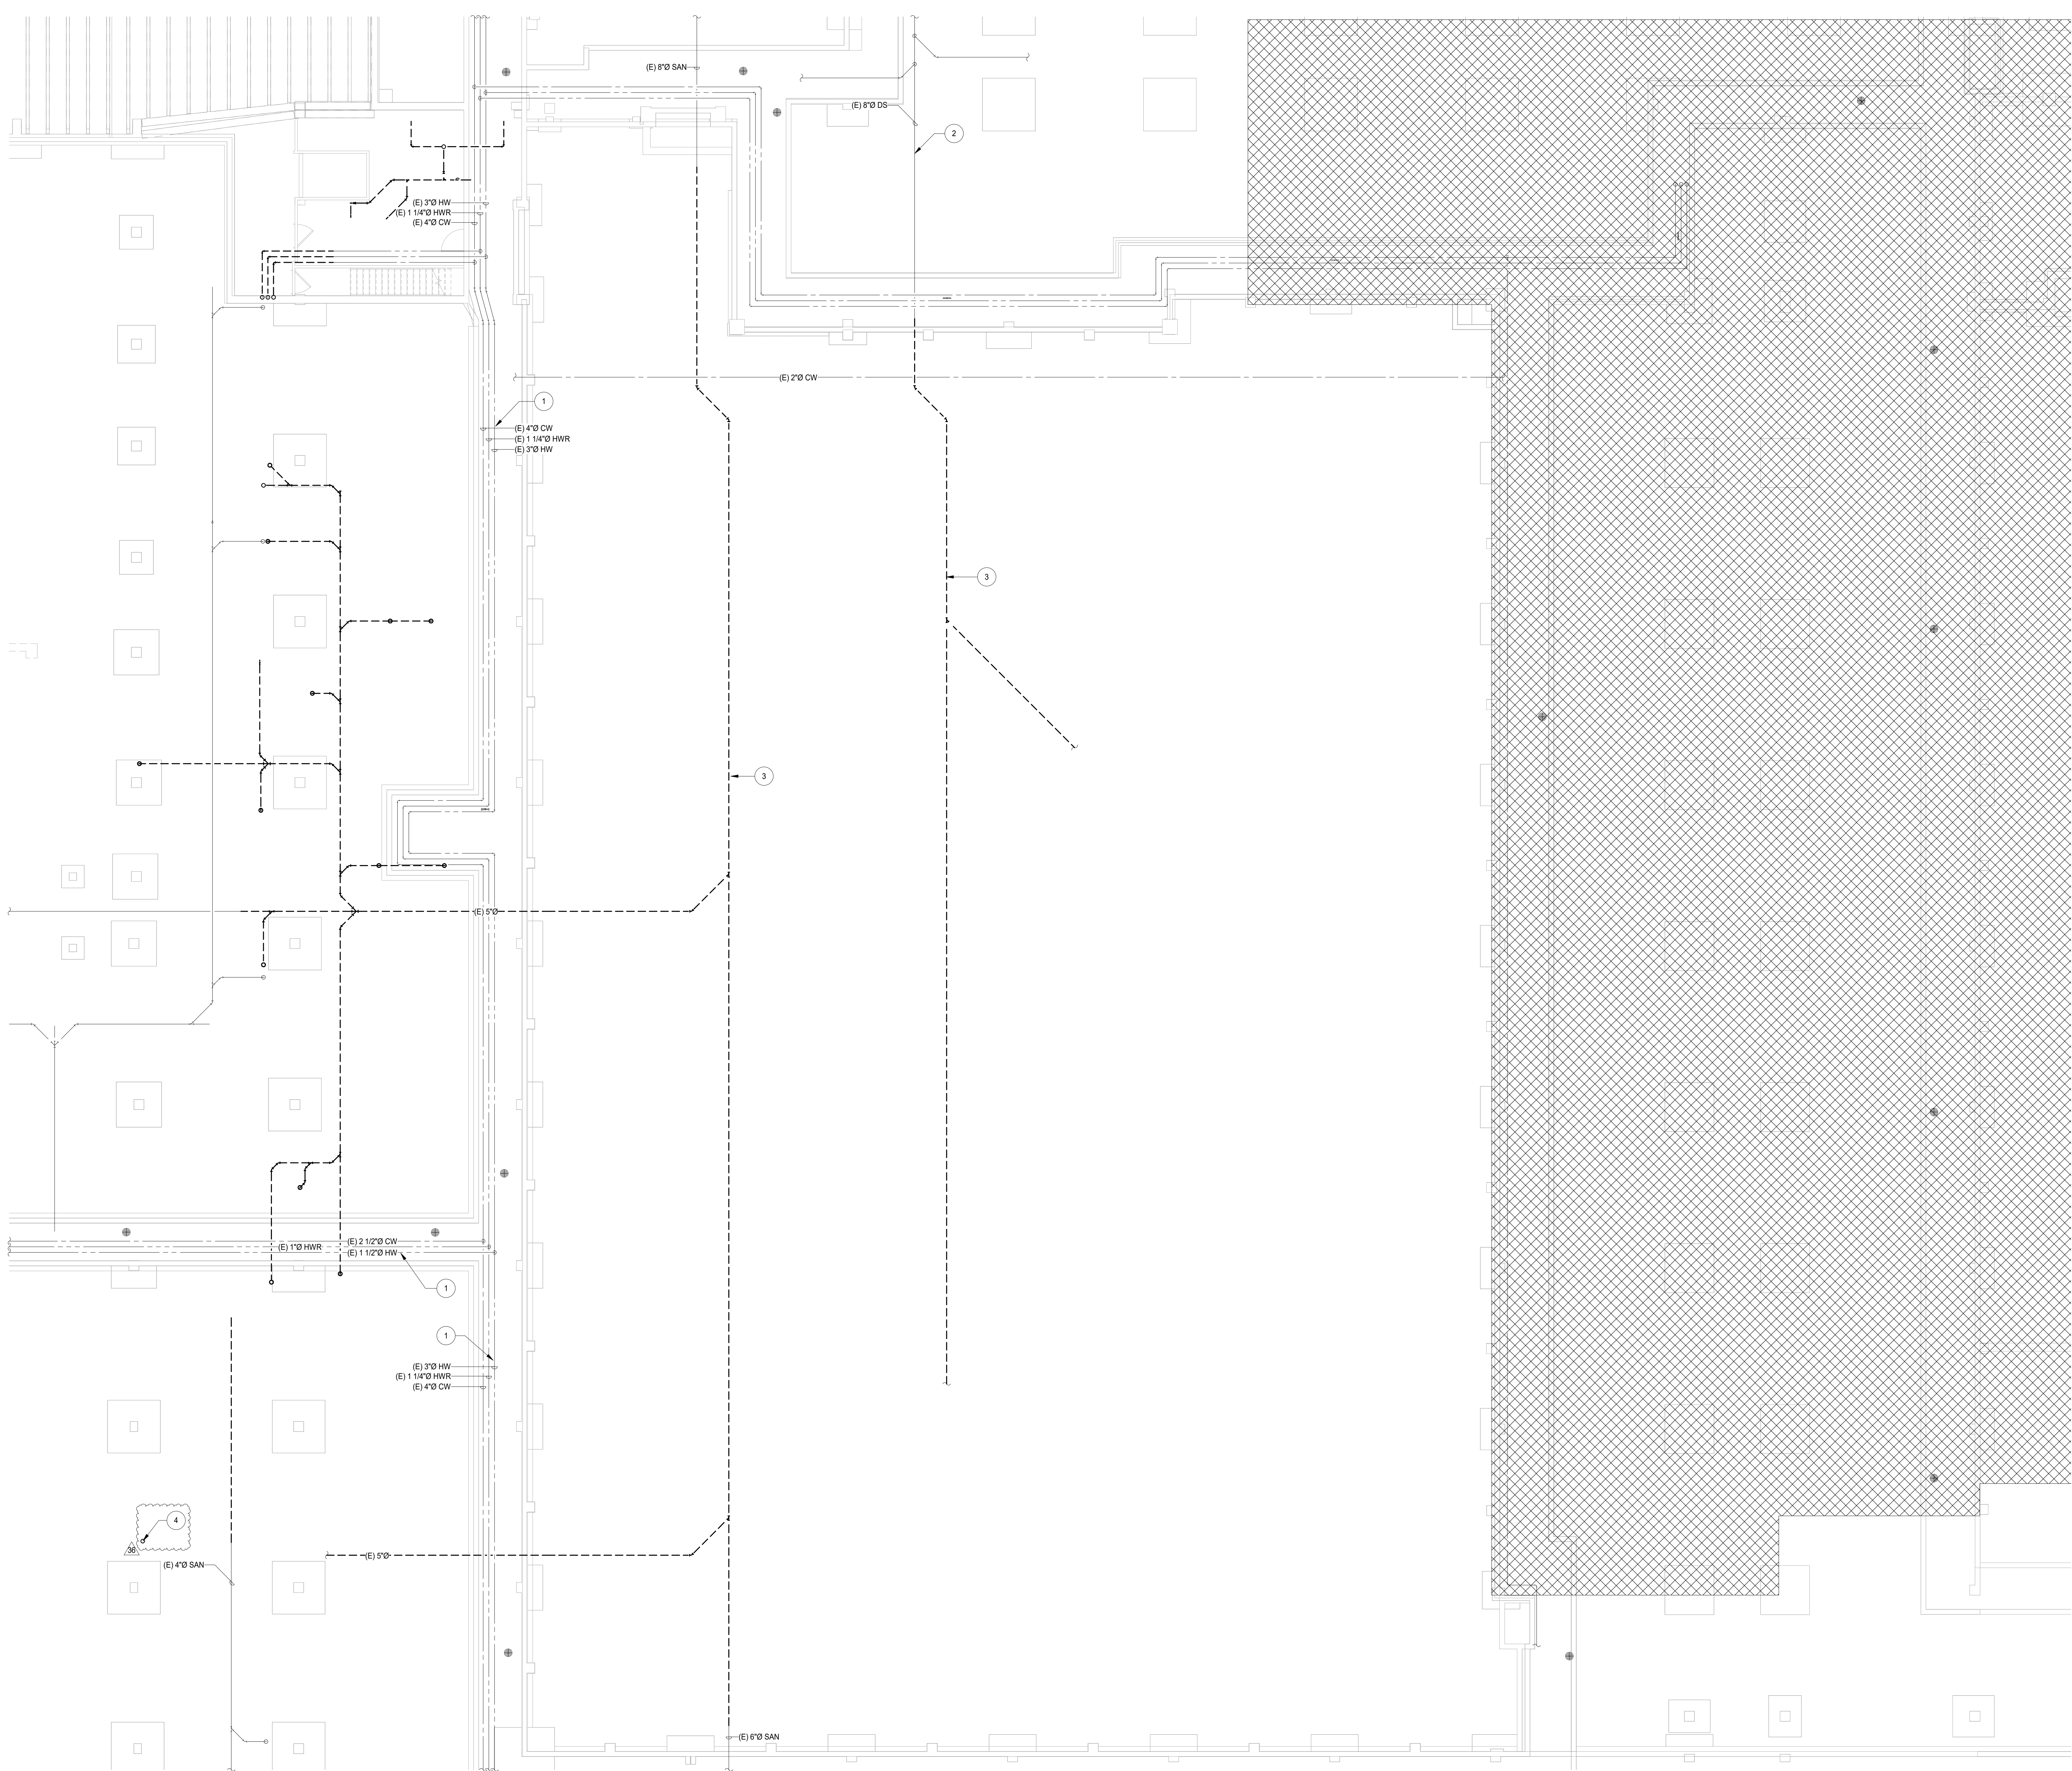 (E) 8"Ø SAN
(E) 8"Ø DS
2
(E) 3"Ø HW
(E) 1 1/4"Ø HWR
(E) 4"Ø CW
(E) 2"Ø CW
1
(E) 4"Ø CW
(E) 1 1/4"Ø HWR
(E) 3"Ø HW
3
3
(E) 5"Ø
(E) 2 1/2"Ø CW
(E) 1"Ø HWR
(E) 1 1/2"Ø HW
1
1
(E) 3"Ø HW
(E) 1 1/4"Ø HWR
(E) 4"Ø CW
4
36
(E) 5"Ø
(E) 4"Ø SAN
(E) 6"Ø SAN